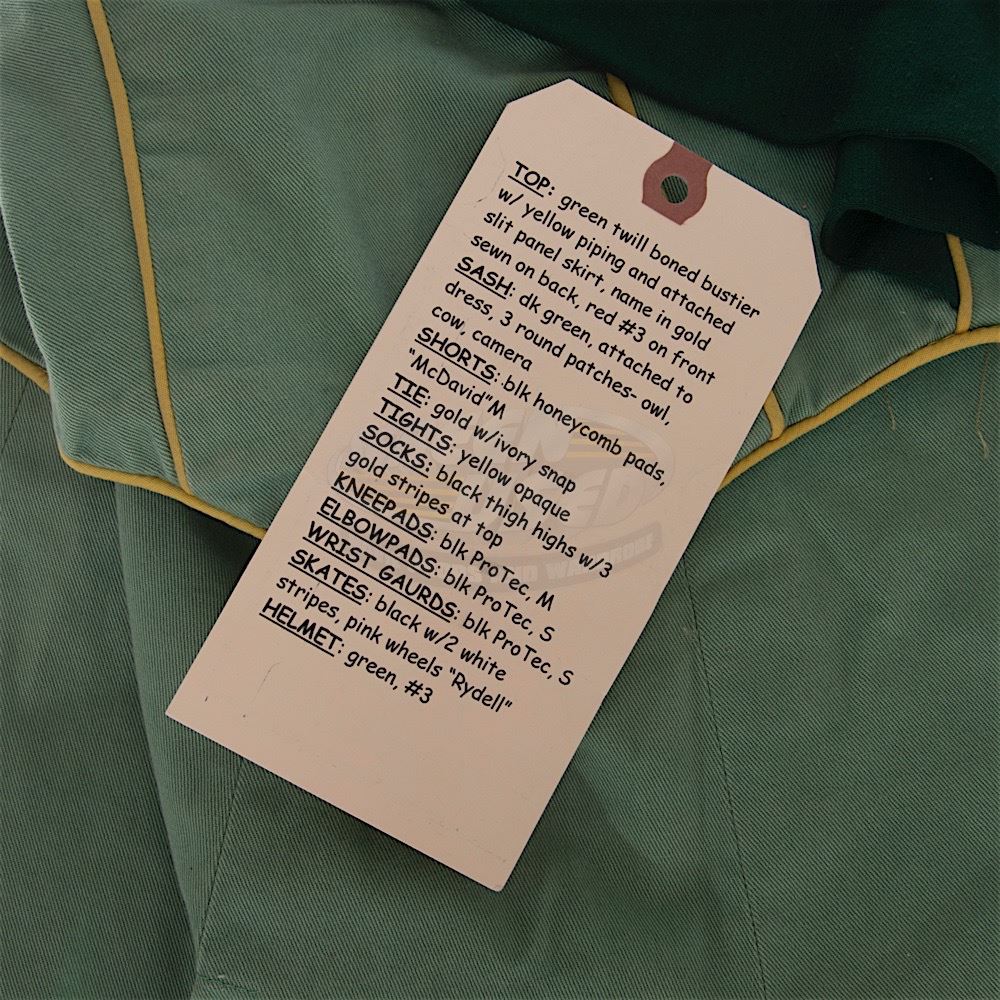 TOP: green twill boned bustier
w/ yellow piping and attached
slit panel skirt, name in gold
sewn on back, red #3 on front
SASH: dk green, attached to
dress, 3 round patches- owl,
cow, camera
SHORTS: blk honeycomb pads,
"McDavid"M
TIE: gold w/ivory snap
TIGHTS: yellow opaque
SOCKS: black thigh highs w/3
gold stripes at top
KNEEPADS: blk ProTec, M
ELBOWPADS: blk ProTec, S
WRIST GAURDS: blk ProTec, S
SKATES: black w/2 white
stripes, pink wheels "Rydell"
HELMET: green, #3